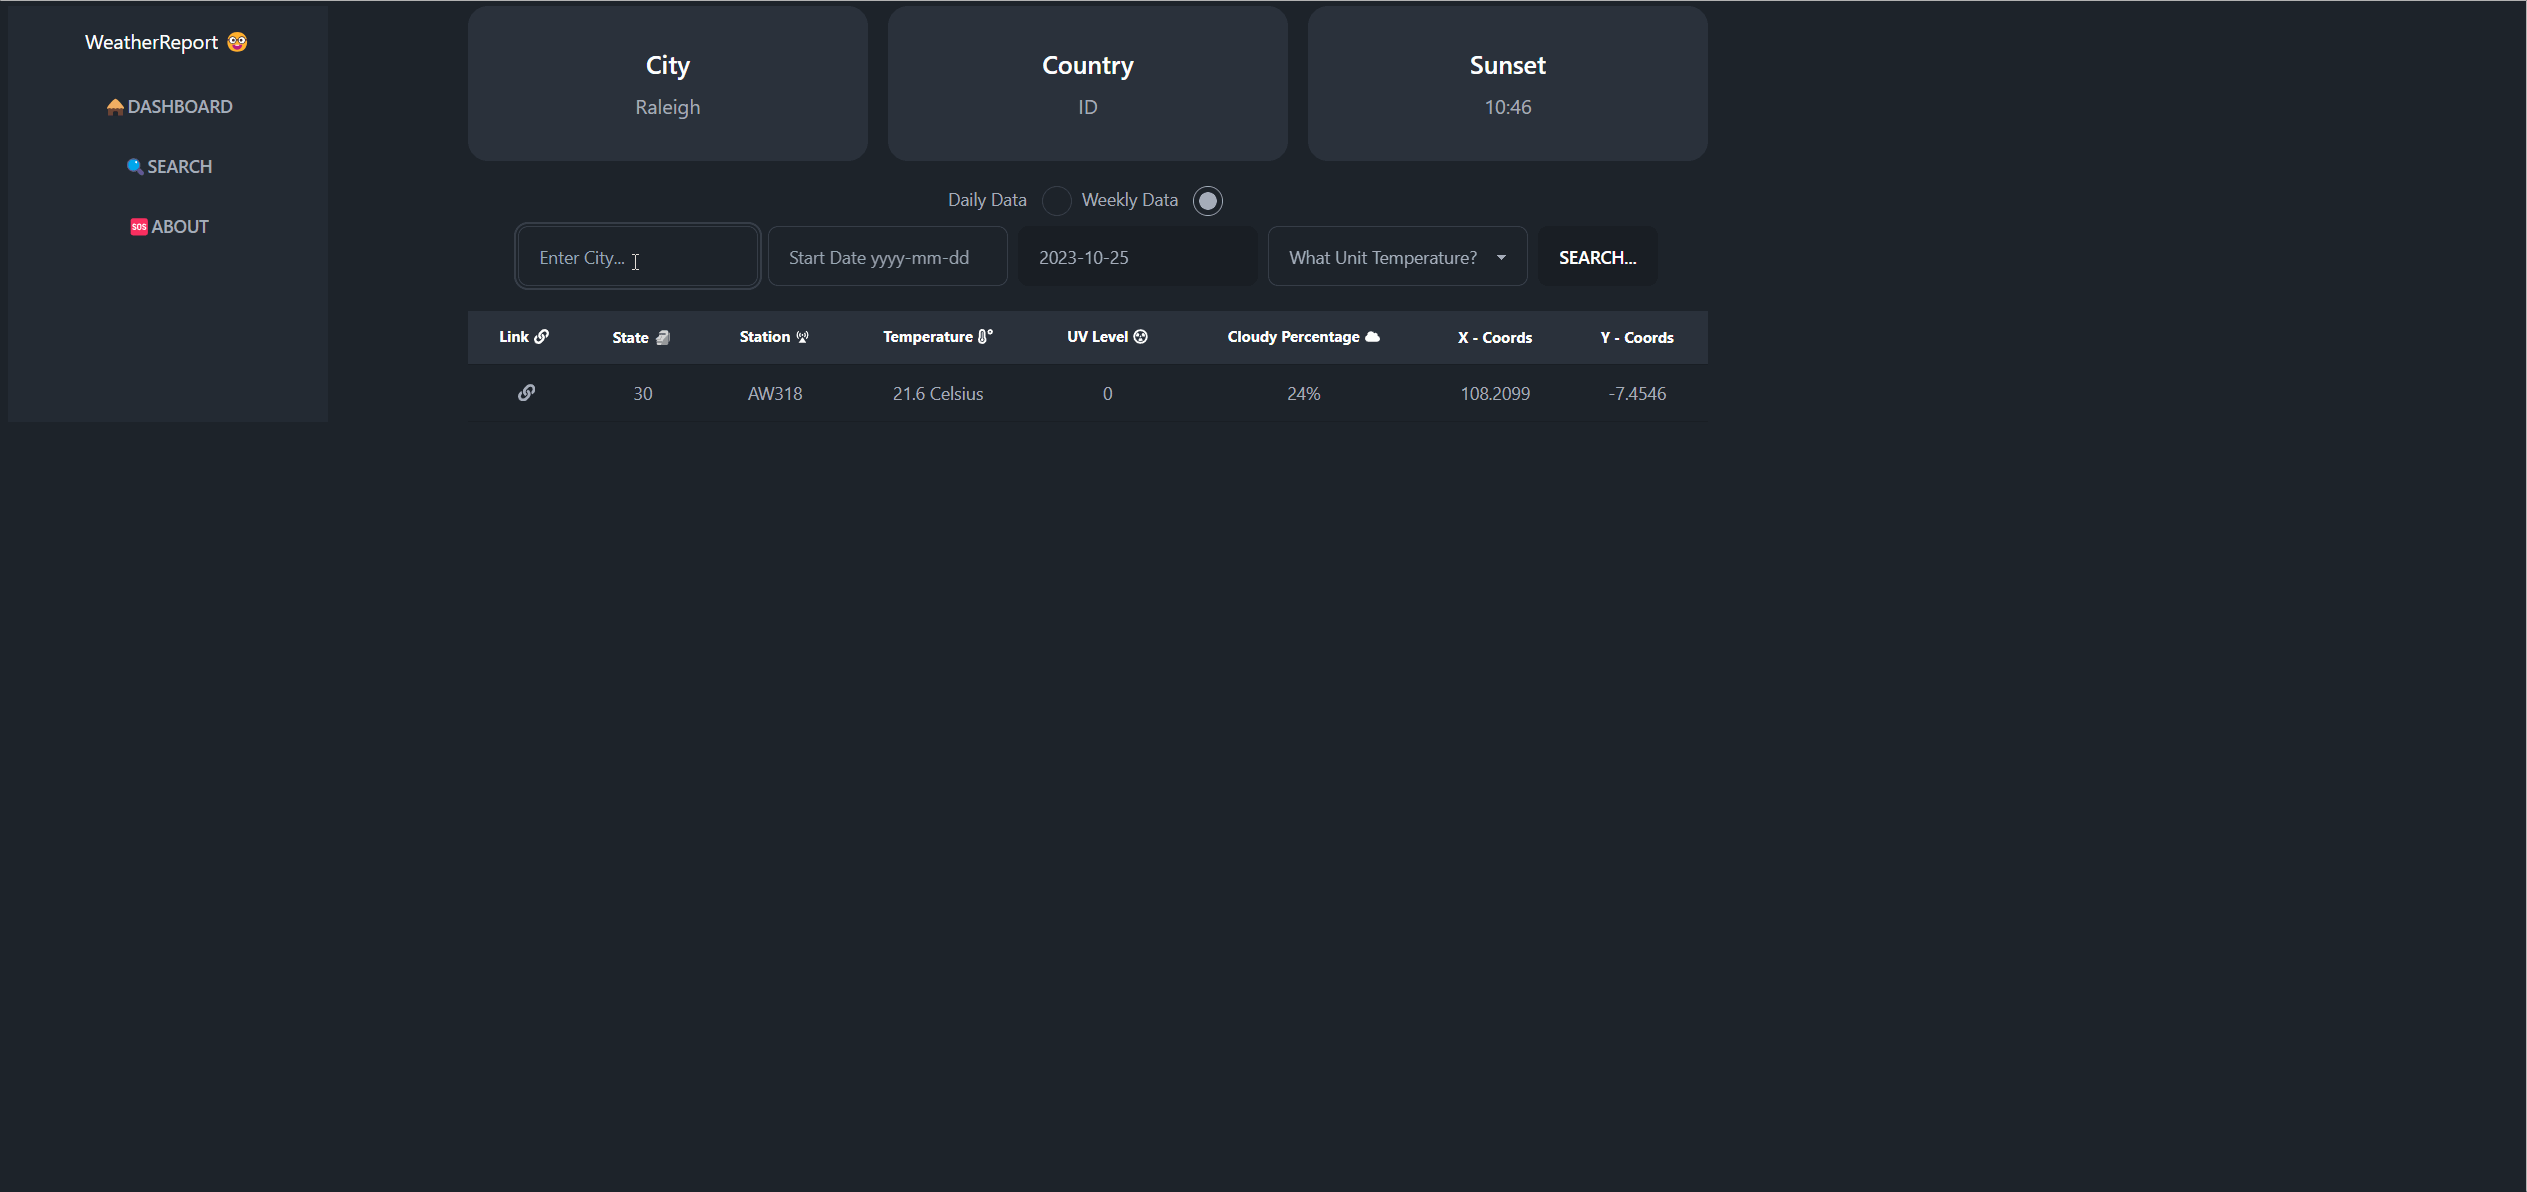 WeatherReport 🤓
🛖 DASHBOARD
🔍 SEARCH
🆘 ABOUT
City
Raleigh
Country
ID
Sunset
10:46
Daily Data Weekly Data
Enter City... Start Date yyyy-mm-dd 2023-10-25 What Unit Temperature? SEARCH...
Link State Station Temperature UV Level Cloudy Percentage X - Coords Y - Coords
30 AW318 21.6 Celsius 0 24% 108.2099 -7.4546